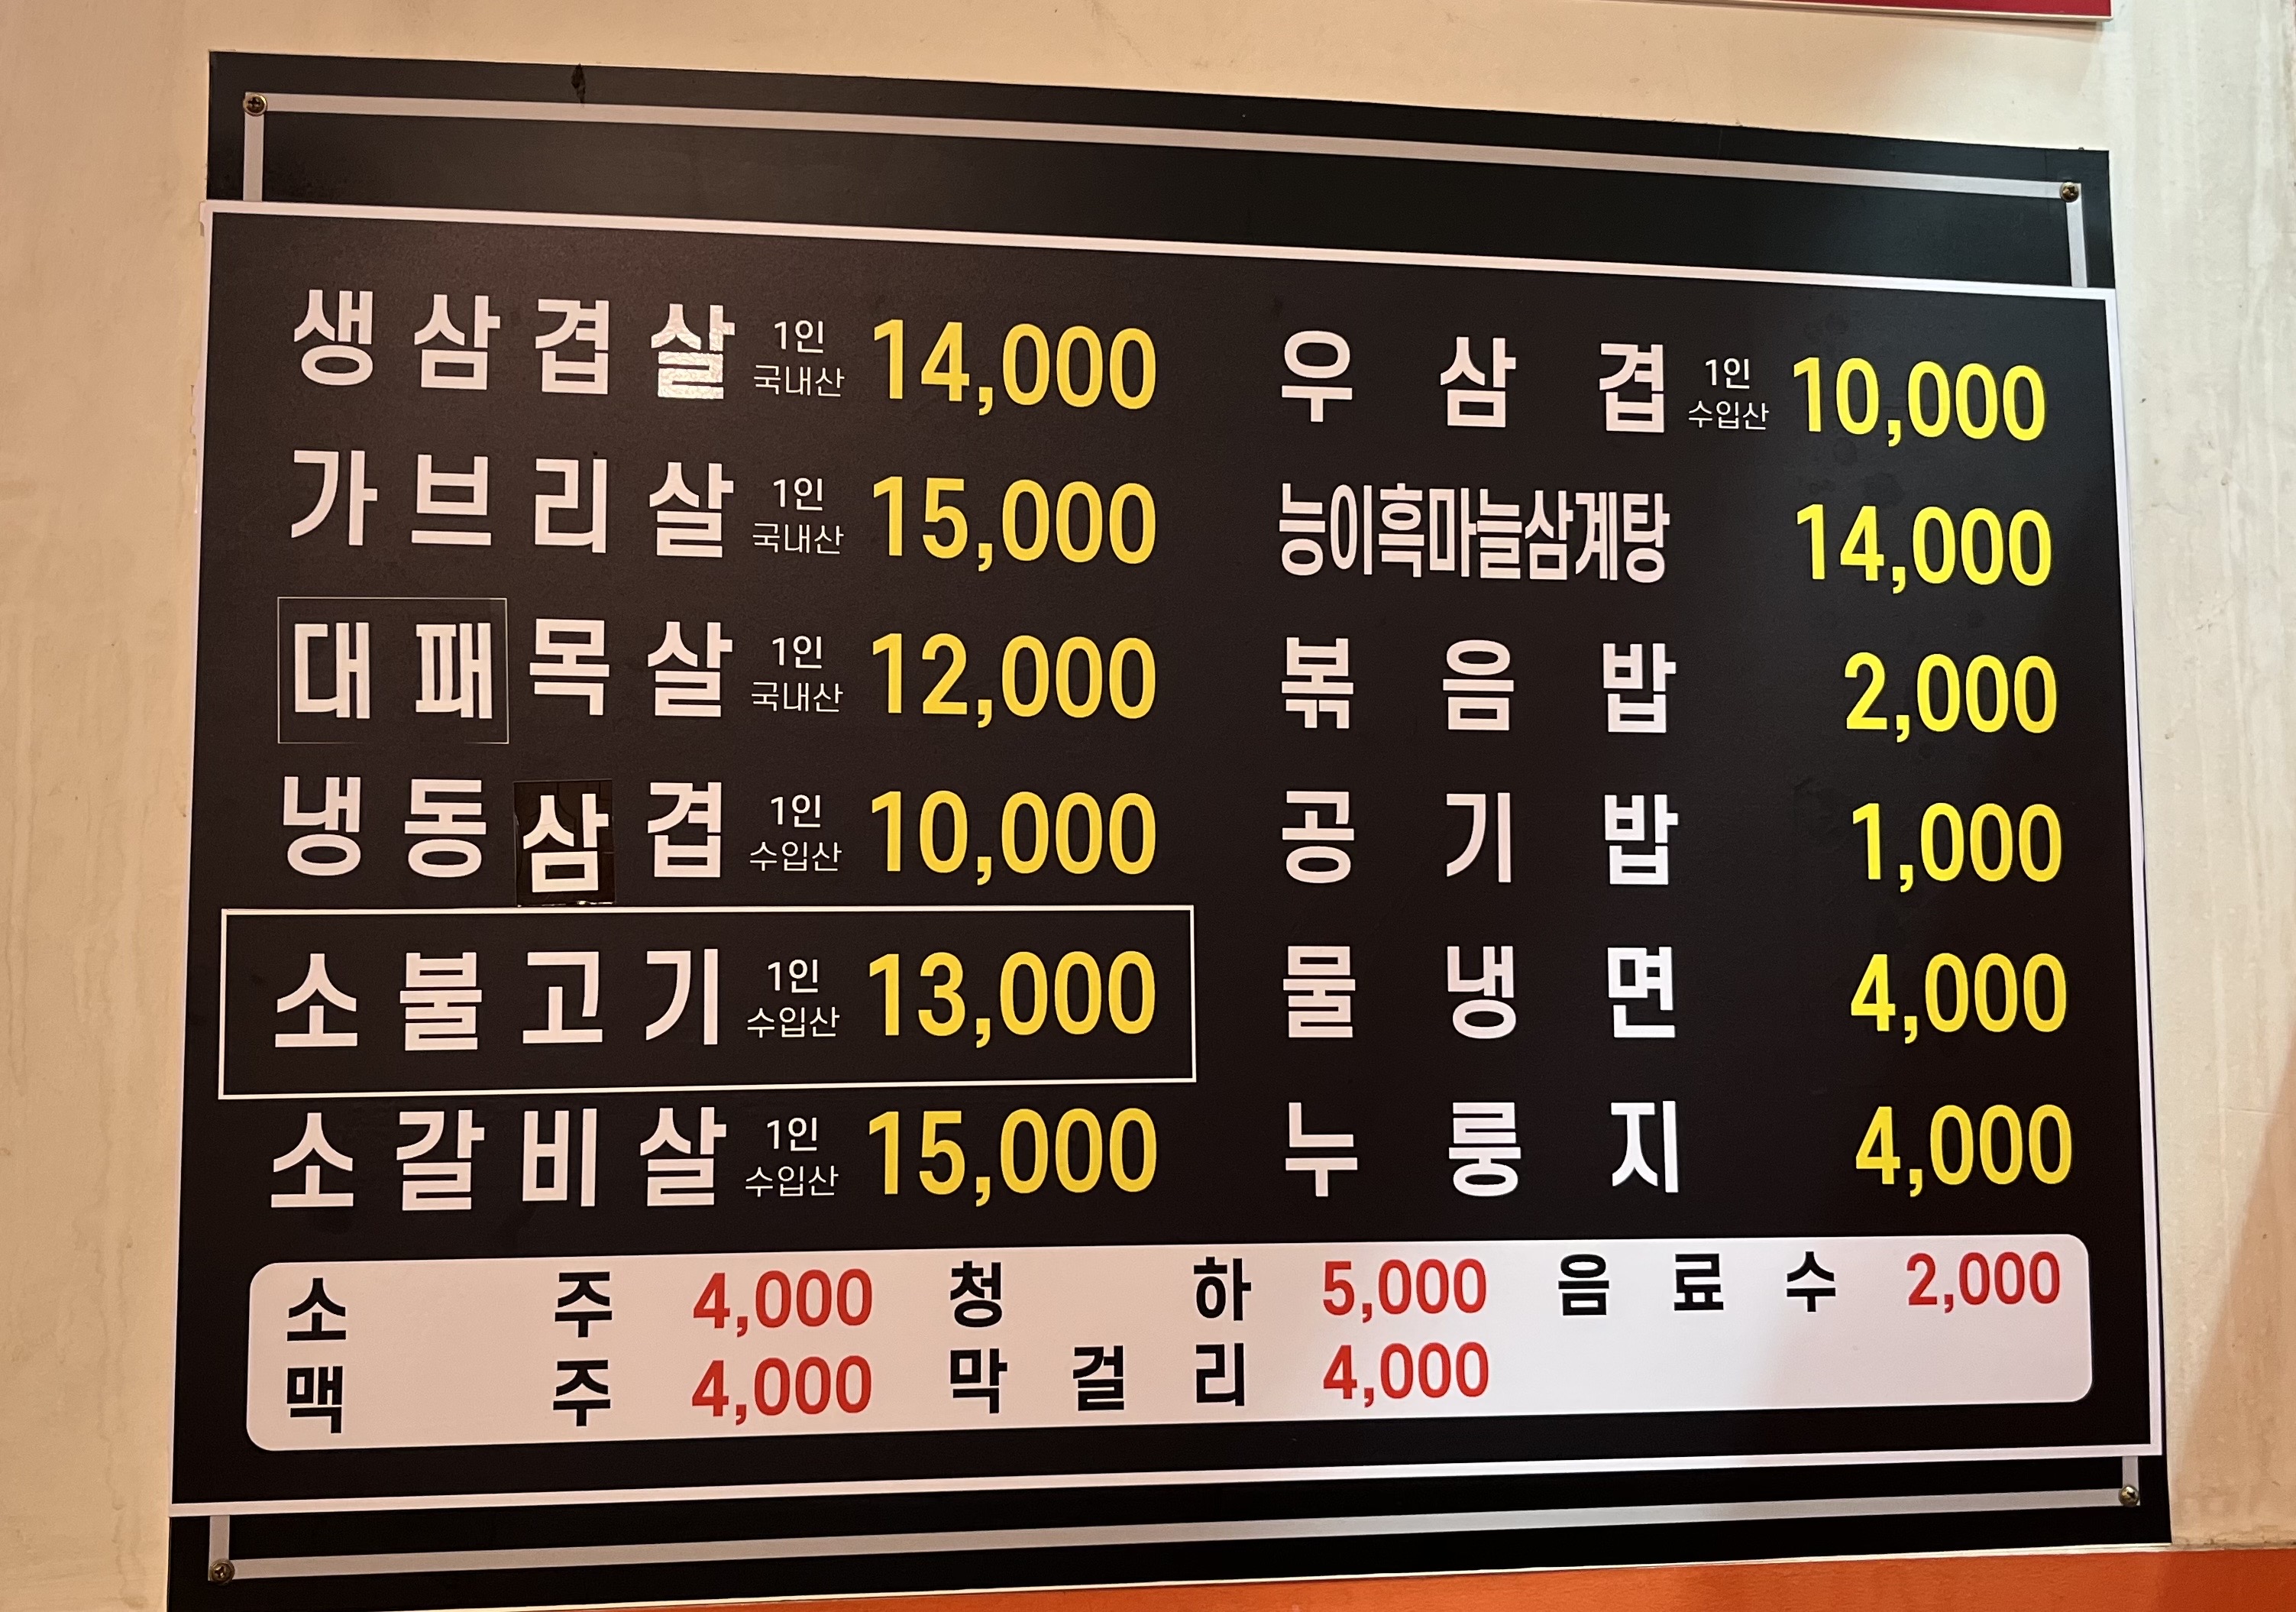 생삼겹살 1인 국내산 14,000
가브리살 1인 국내산 15,000
대패목살 1인 국내산 12,000
냉동삼겹 1인 수입산 10,000
소불고기 1인 수입산 13,000
소갈비살 1인 수입산 15,000
우삼겹 1인 수입산 10,000
능이흑마늘삼계탕 14,000
볶음밥 2,000
공기밥 1,000
물냉면 4,000
누룽지 4,000
소주 4,000 청하 5,000 음료수 2,000
맥주 4,000 막걸리 4,000